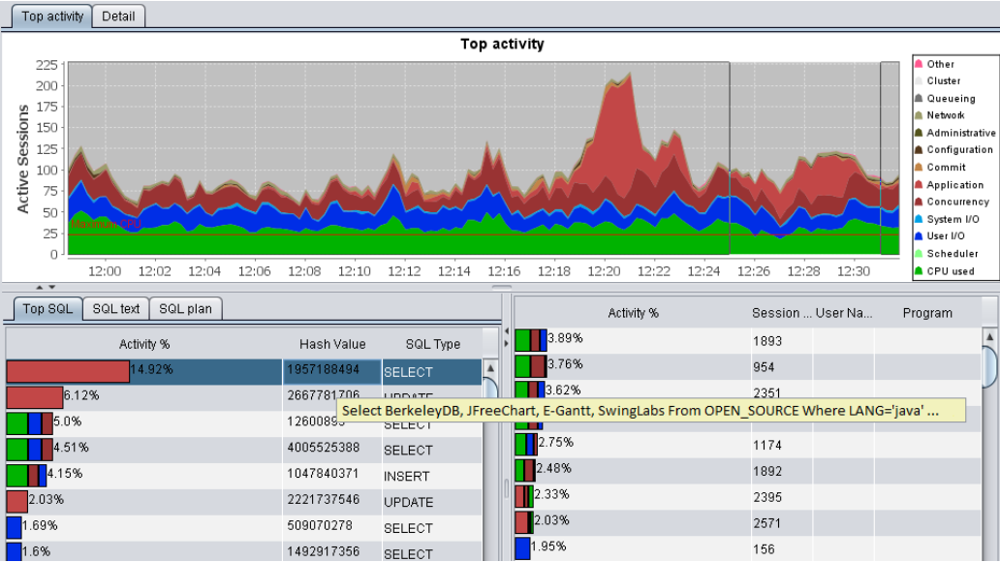 Top activity Detail
Top activity
Active Sessions
225
200
175
150
125
100
75
50
25
0
Maximum CPU
12:00 12:02 12:04 12:06 12:08 12:10 12:12 12:14 12:16 12:18 12:20 12:22 12:24 12:26 12:28 12:30
Other
Cluster
Queueing
Network
Administrative
Configuration
Commit
Application
Concurrency
System I/O
User I/O
Scheduler
CPU used
Top SQL SQL text SQL plan
Activity % Hash Value SQL Type
14.92% 1957188494 SELECT
6.12% 2667781706 UPDATE
Select BerkeleyDB, JFreeChart, E-Gantt, SwingLabs From OPEN_SOURCE Where LANG='java' ...
5.0% SELECT
4.51% 4005525388 SELECT
4.15% 1047840371 INSERT
2.03% 2221737546 UPDATE
1.69% 509070278 SELECT
1.6% 1492917356 SELECT
Activity % Session ... User Na... Program
3.89% 1893
3.76% 954
3.62% 2351
2.75% 1174
2.48% 1892
2.33% 2395
2.03% 2571
1.95% 156